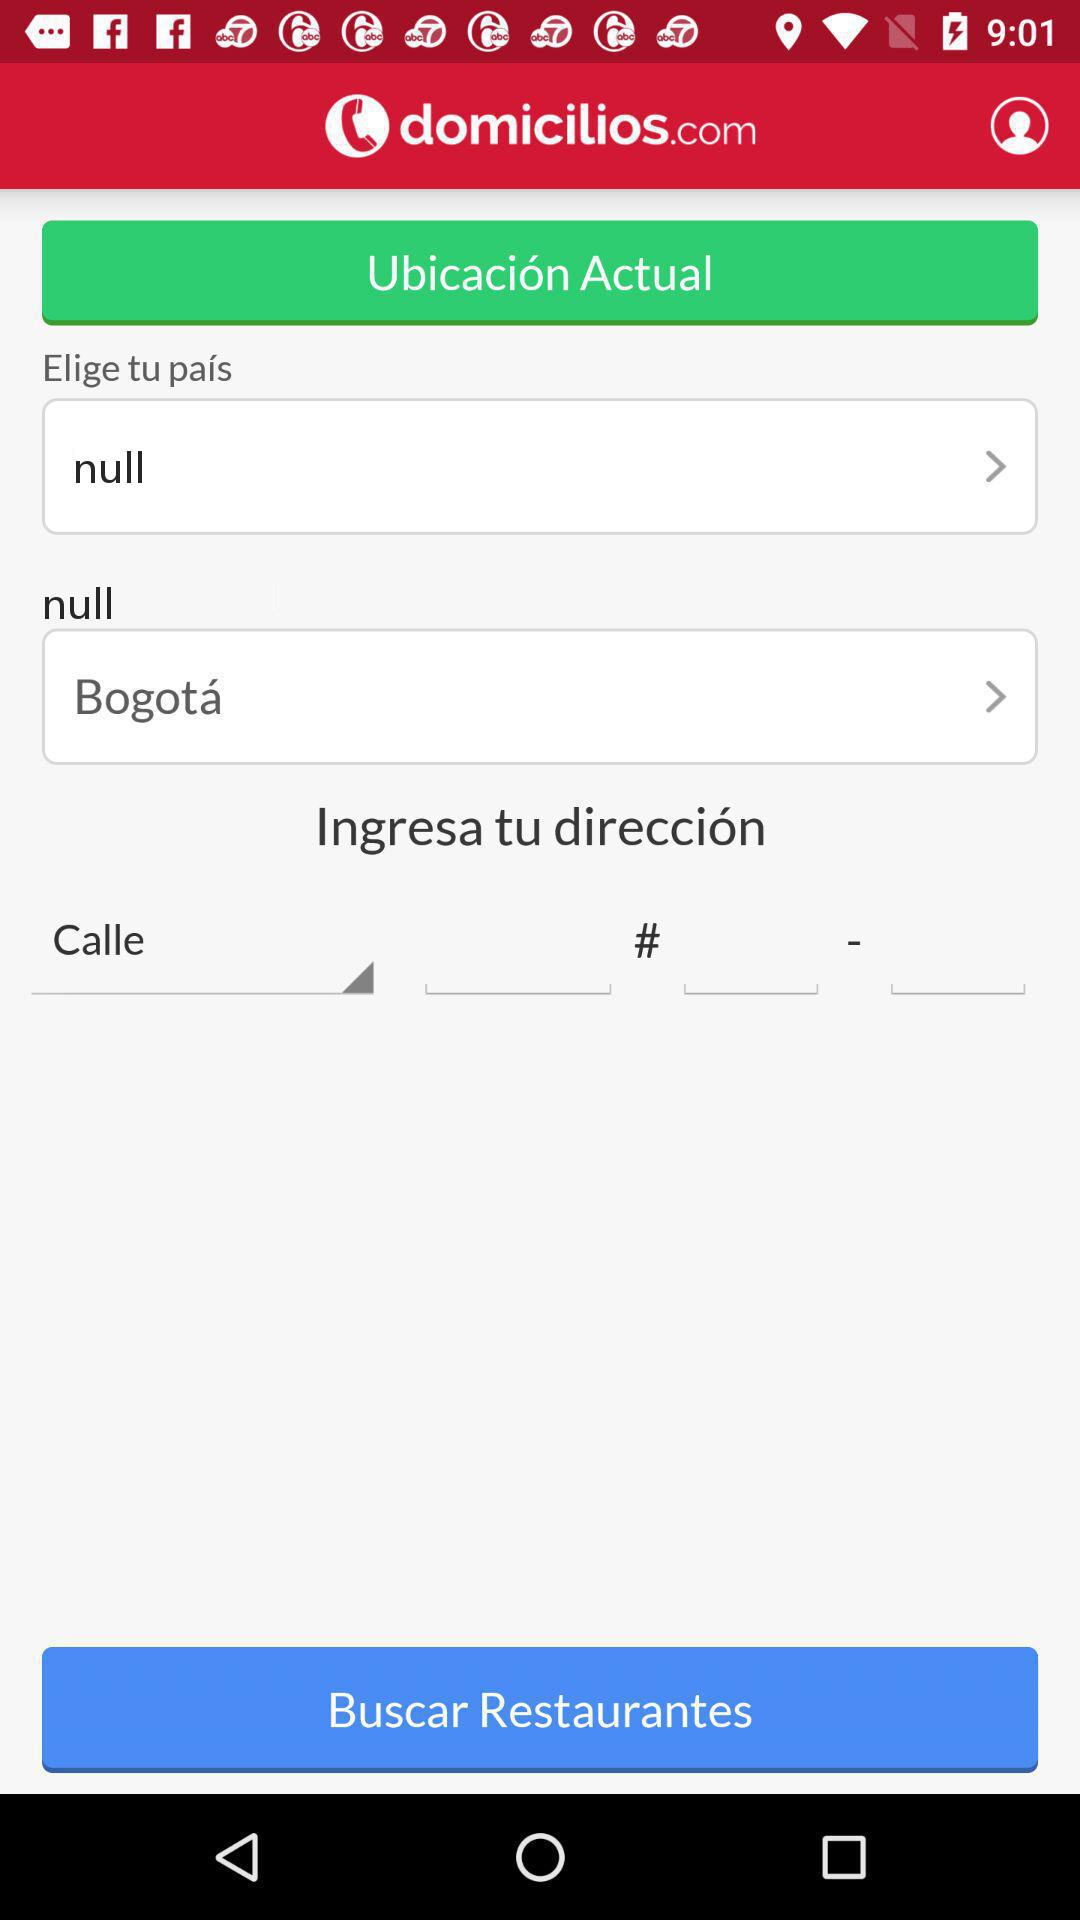 9:01
domicilios.com
Ubicación Actual
Elige tu país
null
null
Bogotá
Ingresa tu dirección
Calle # -
Buscar Restaurantes